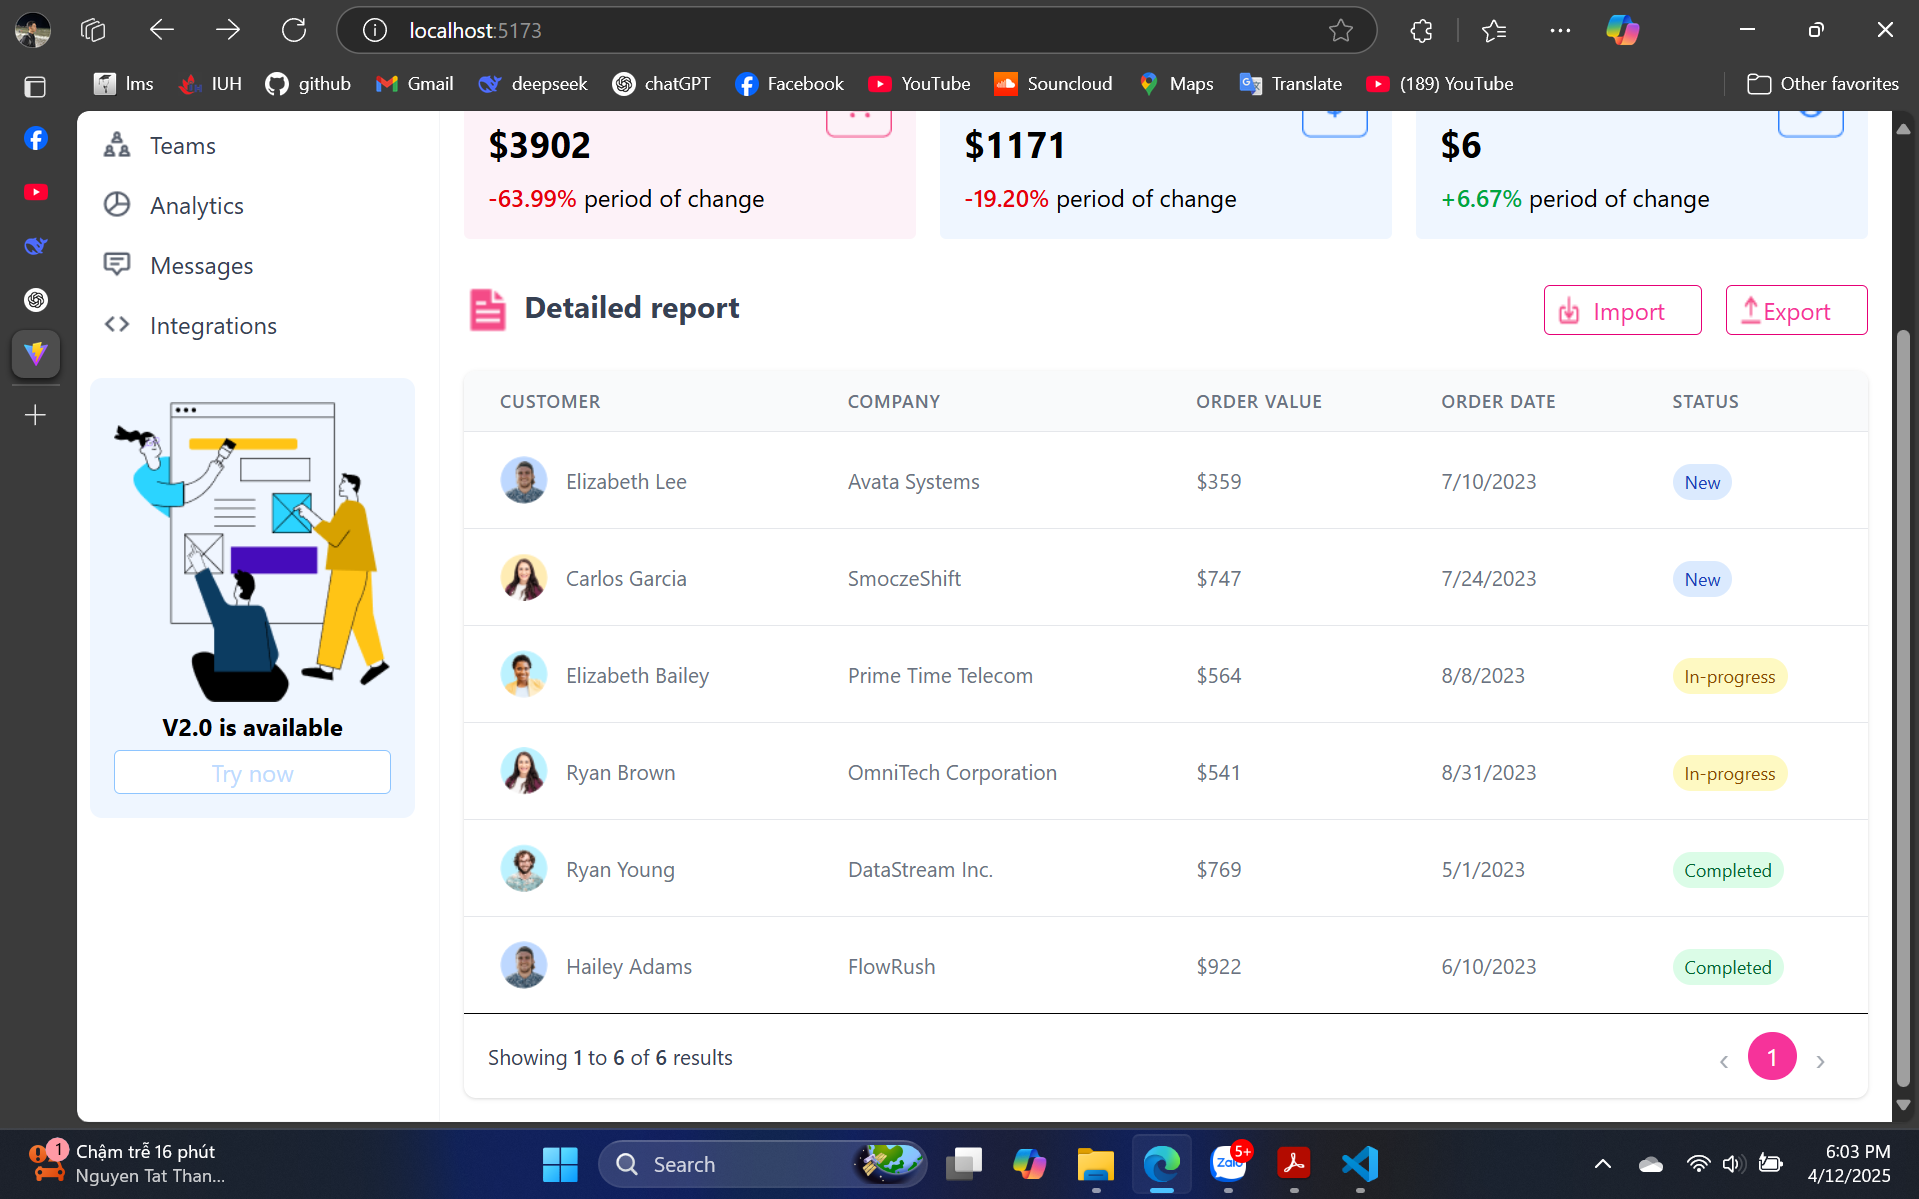 localhost:5173
lms
IUH
github
Gmail
deepseek
chatGPT
Facebook
YouTube
Souncloud
Maps
Translate
(189) YouTube
Other favorites
Teams
Analytics
Messages
Integrations
V2.0 is available
Try now
$3902
-63.99% period of change
$1171
-19.20% period of change
$6
+6.67% period of change
Detailed report
Import
Export
CUSTOMER COMPANY ORDER VALUE ORDER DATE STATUS
Elizabeth Lee Avata Systems $359 7/10/2023 New
Carlos Garcia SmoczeShift $747 7/24/2023 New
Elizabeth Bailey Prime Time Telecom $564 8/8/2023 In-progress
Ryan Brown OmniTech Corporation $541 8/31/2023 In-progress
Ryan Young DataStream Inc. $769 5/1/2023 Completed
Hailey Adams FlowRush $922 6/10/2023 Completed
Showing 1 to 6 of 6 results
‹ 1 ›
1
Chậm trễ 16 phút
Nguyen Tat Than...
Search
Zalo
5+
6:03 PM
4/12/2025